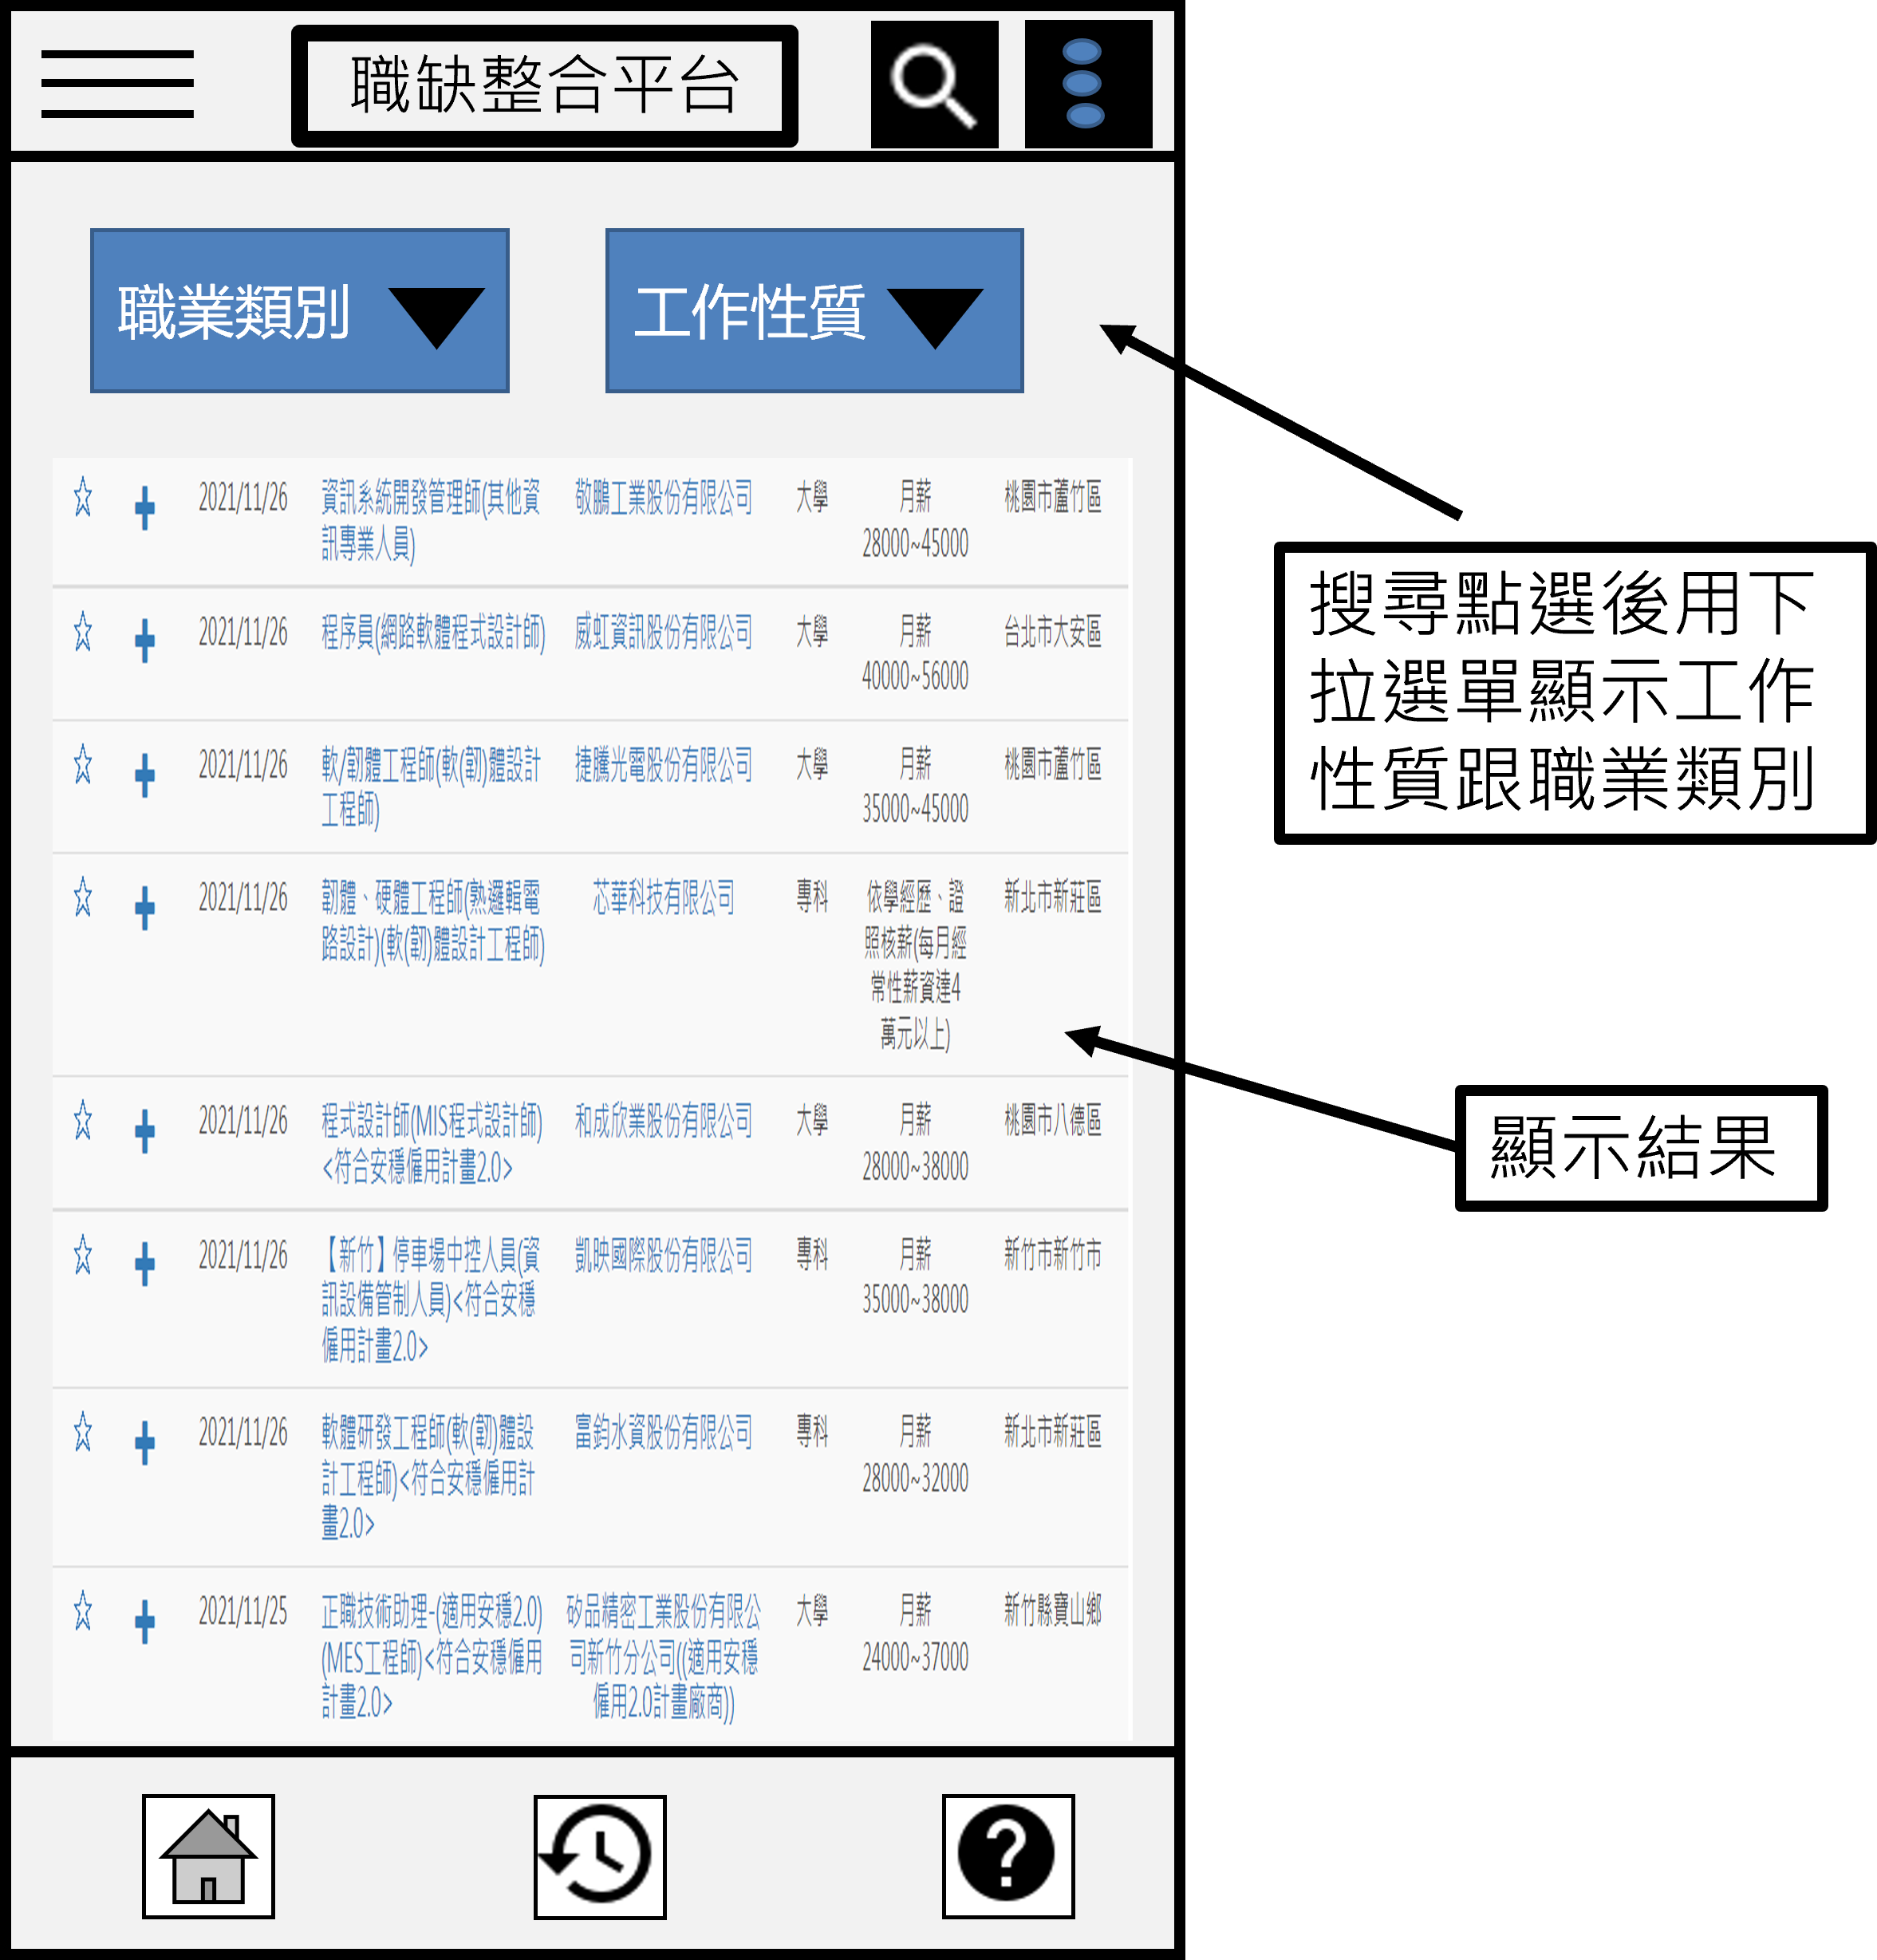 職缺整合平台
職業類別
工作性質
搜尋點選後用下
拉選單顯示工作
性質跟職業類別
2021/11/26 資訊系統開發管理師(其他資 敬鵬工業股份有限公司 大學 月薪 桃園市蘆竹區
訊專業人員) 28000~45000
2021/11/26 程序員(網路軟體程式設計師) 威虹資訊股份有限公司 大學 月薪 台北市大安區
40000~56000
2021/11/26 軟/韌體工程師(軟(韌)體設計 捷騰光電股份有限公司 大學 月薪 桃園市蘆竹區
工程師) 35000~45000
2021/11/26 韌體、硬體工程師(熟邏輯電 芯華科技有限公司 專科 依學經歷、證 新北市新莊區
路設計)(軟(韌)體設計工程師) 照核薪(每月經
常性薪資達4
萬元以上)
顯示結果
2021/11/26 程式設計師(MIS程式設計師) 和成欣業股份有限公司 大學 月薪 桃園市八德區
<符合安穩僱用計畫2.0> 28000~38000
2021/11/26 【新竹】停車場中控人員(資 凱映國際股份有限公司 專科 月薪 新竹市新竹市
訊設備管制人員)<符合安穩 35000~38000
僱用計畫2.0>
2021/11/26 軟體研發工程師(軟(韌)體設 富鈞水資股份有限公司 專科 月薪 新北市新莊區
計工程師)<符合安穩僱用計 28000~32000
畫2.0>
2021/11/25 正職技術助理-(適用安穩2.0) 矽品精密工業股份有限公 大學 月薪 新竹縣寶山鄉
(MES工程師)<符合安穩僱用 司新竹分公司((適用安穩 24000~37000
計畫2.0> 僱用2.0計畫廠商))